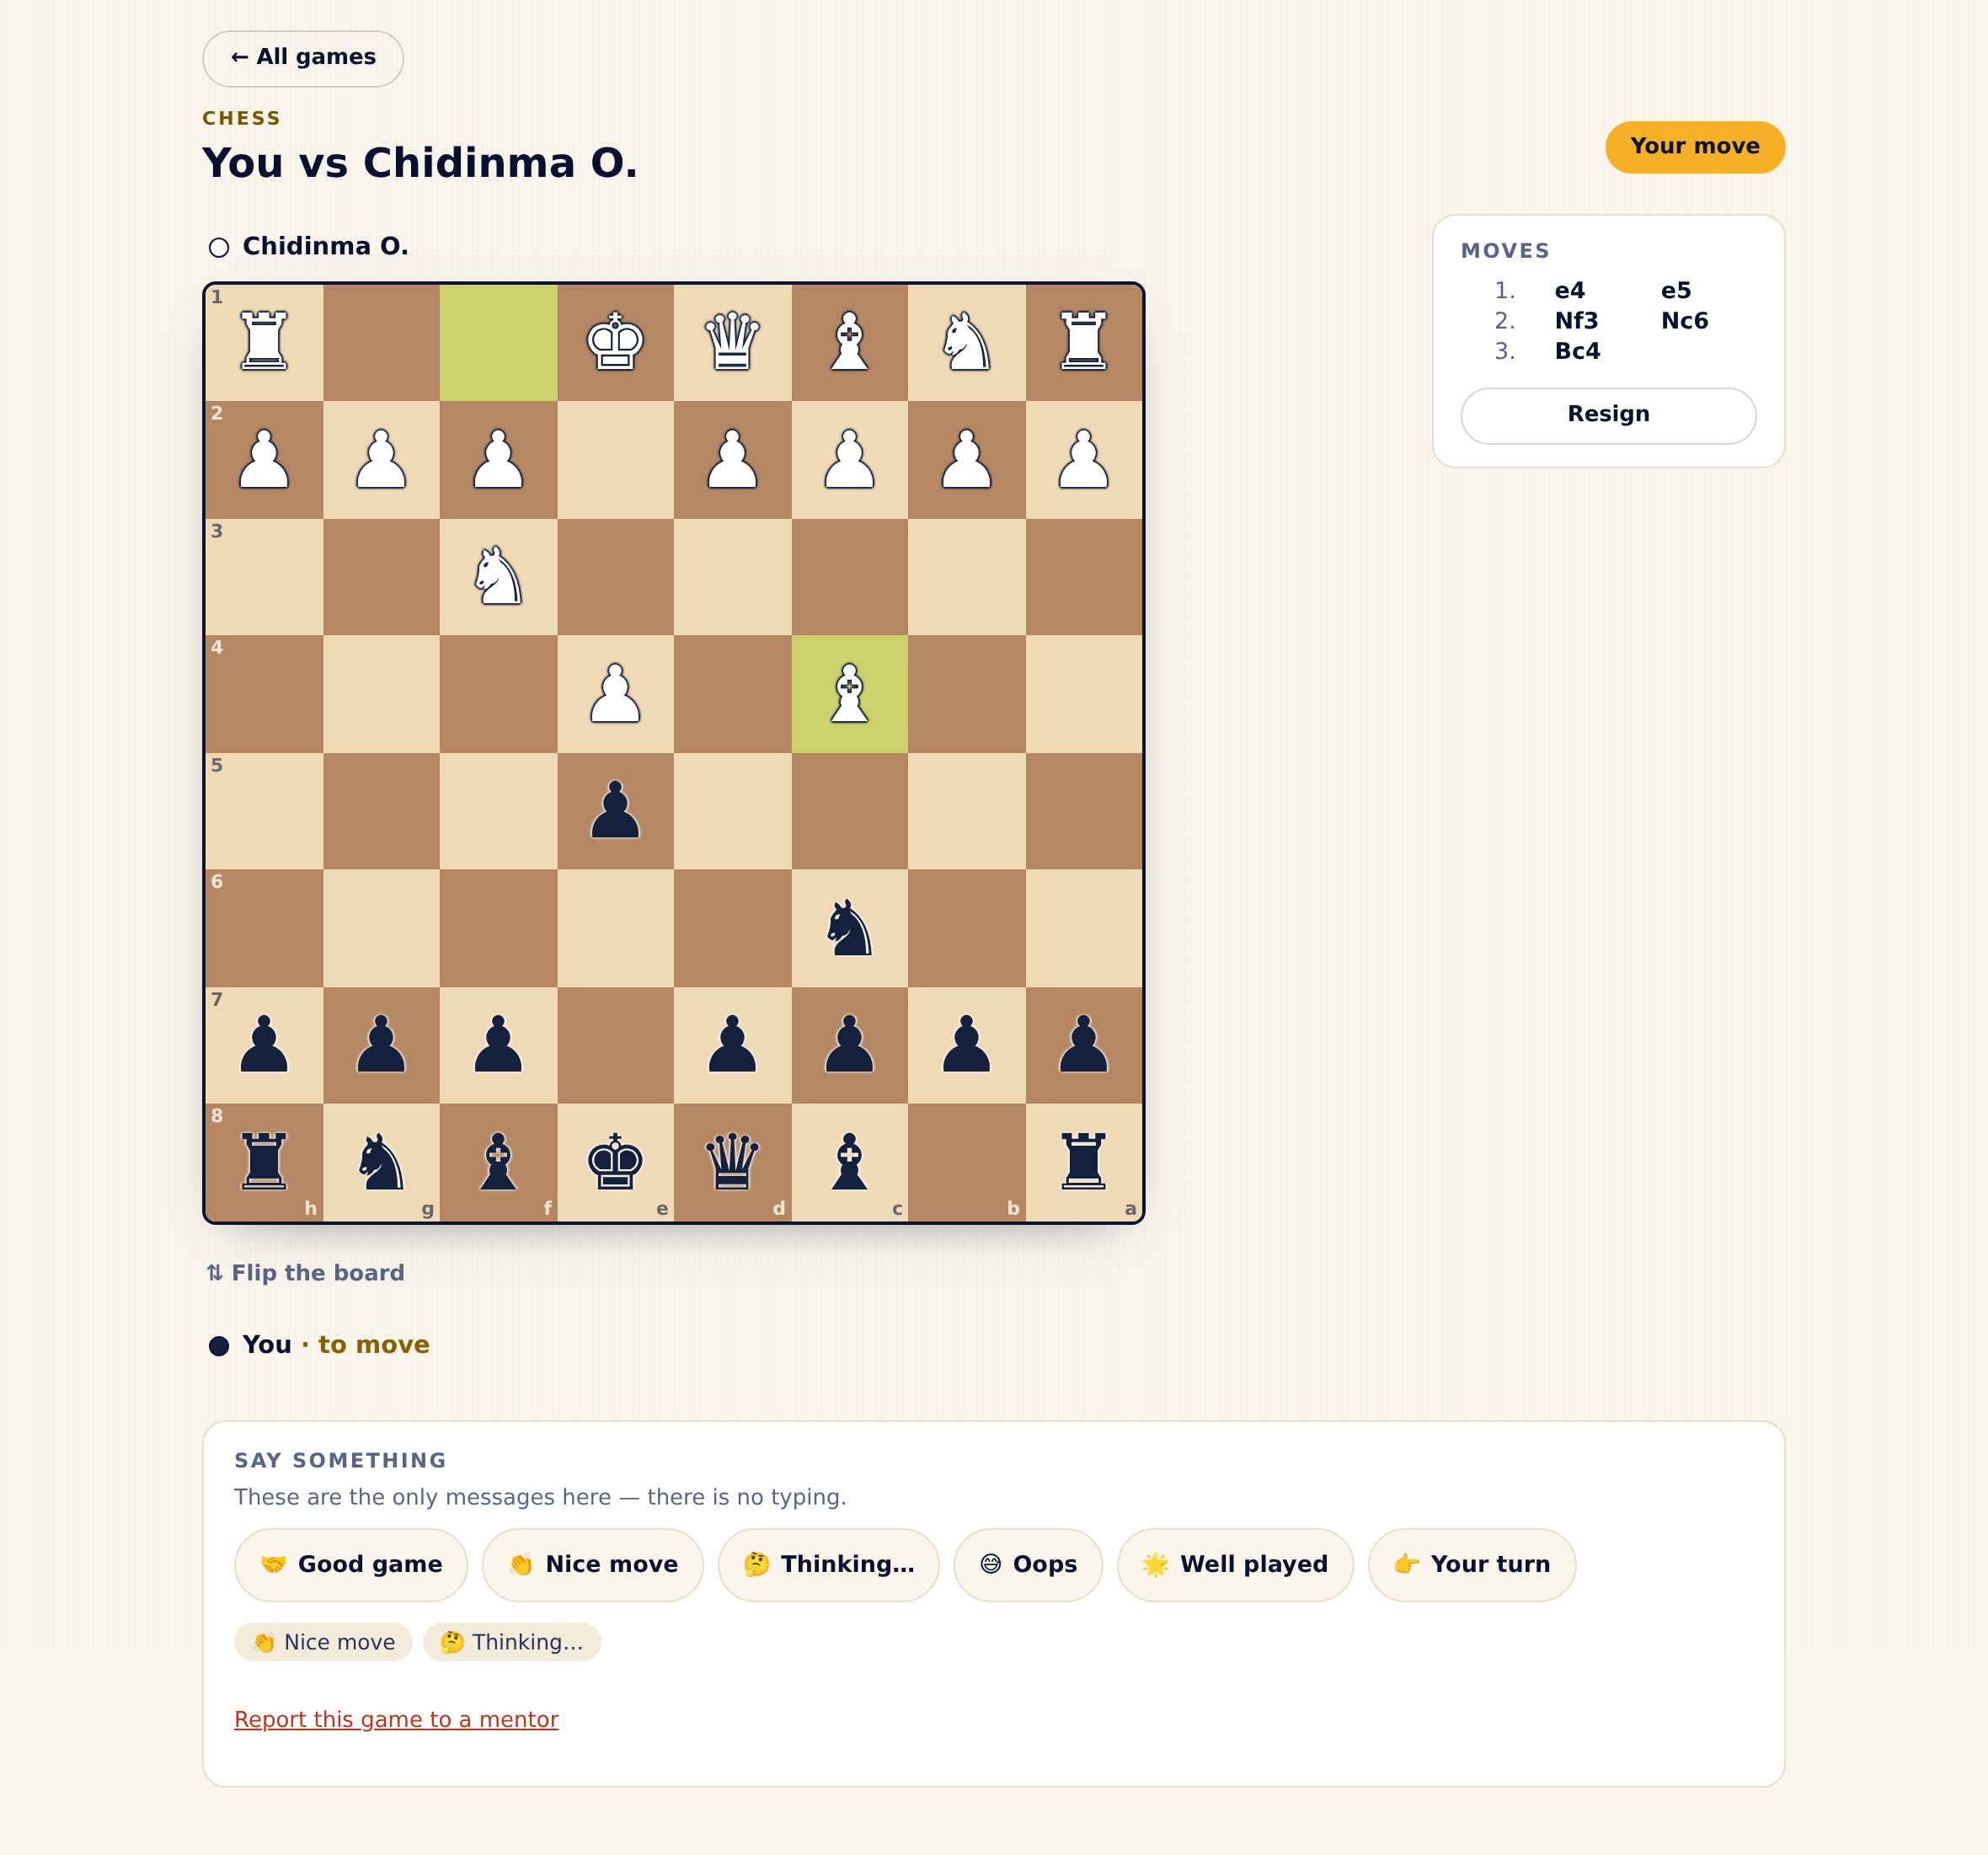 ← All games
CHESS
You vs Chidinma O.
Your move
○ Chidinma O.
1
2
3
4
5
6
7
8
h g f e d c b a
MOVES
1. e4 e5
2. Nf3 Nc6
3. Bc4
Resign
⇅ Flip the board
● You · to move
SAY SOMETHING
These are the only messages here — there is no typing.
🤝 Good game 👏 Nice move 🤔 Thinking… 😅 Oops 🌟 Well played 👉 Your turn
👏 Nice move 🤔 Thinking…
Report this game to a mentor